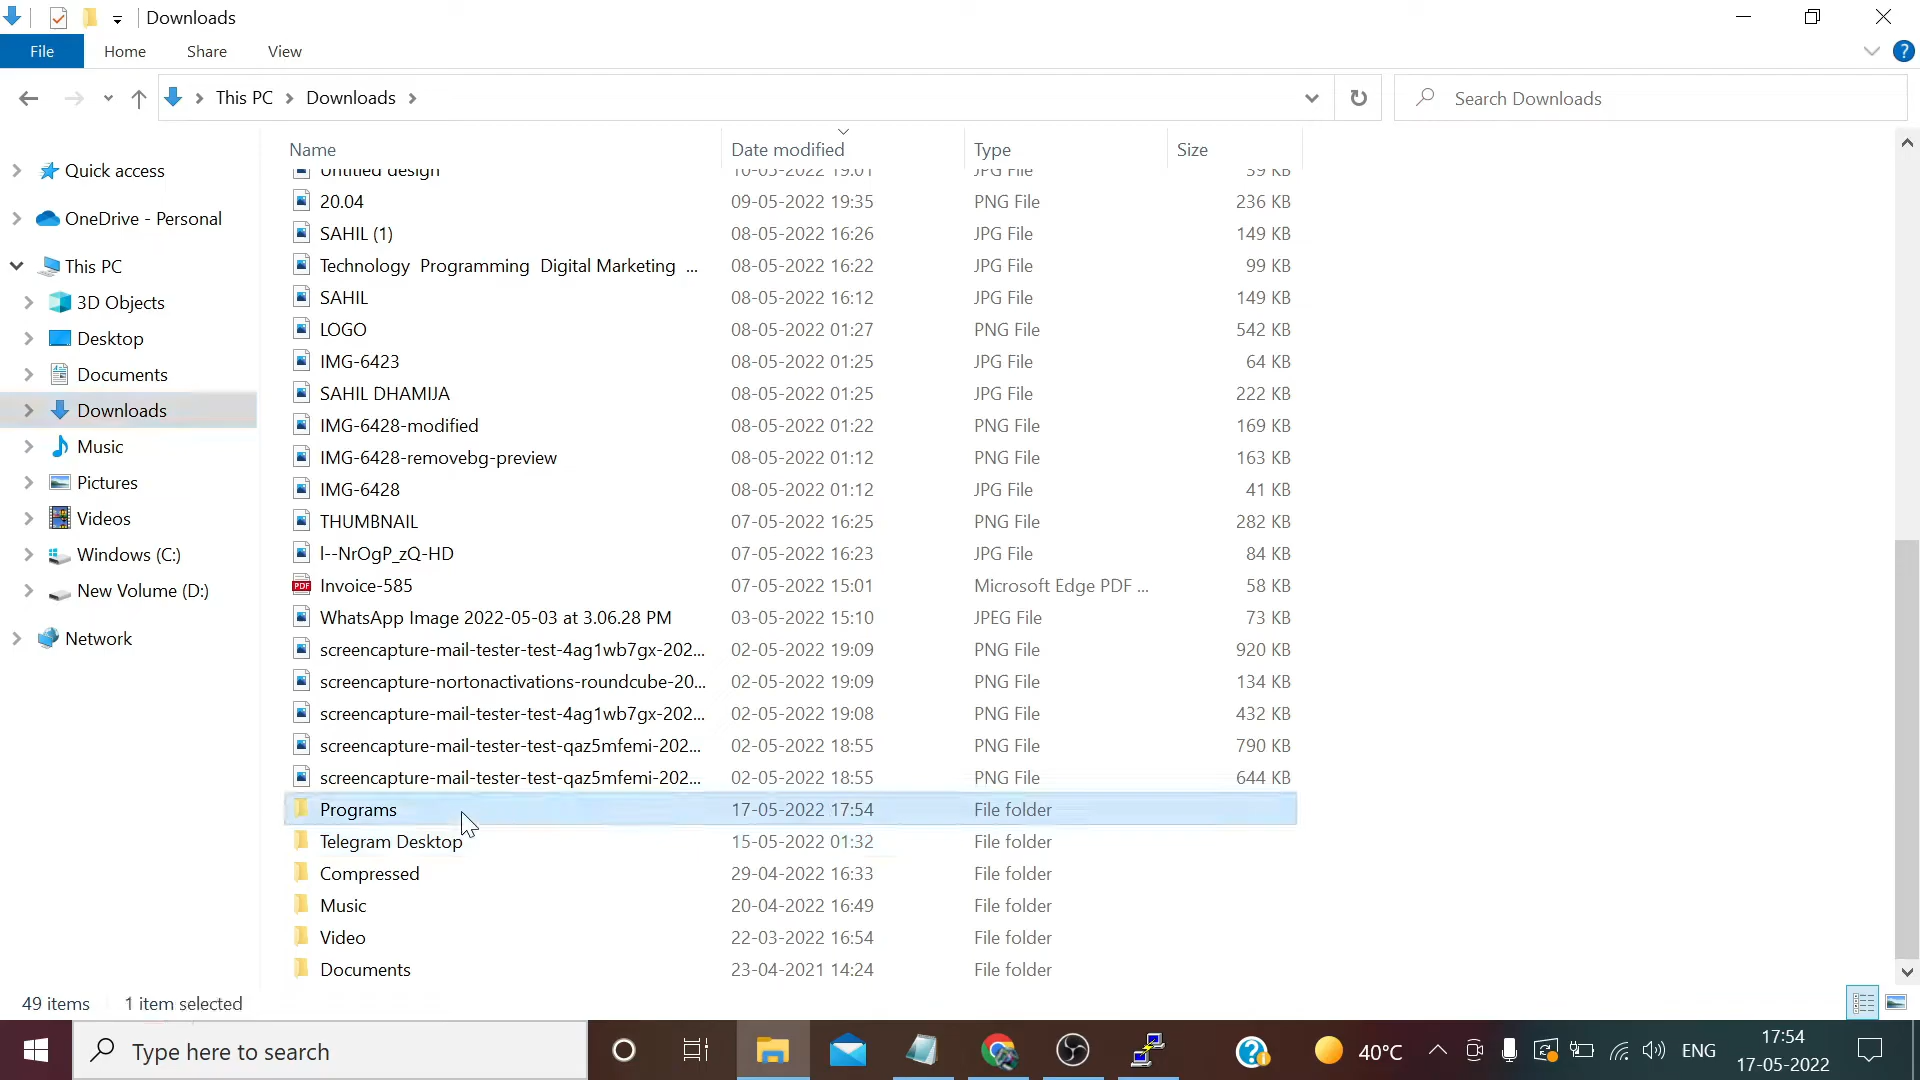 Downloads
File Home Share View
This PC Downloads
Search Downloads
Name Date modified Type Size
Quick access
OneDrive - Personal
This PC
3D Objects
Desktop
Documents
Downloads
Music
Pictures
Videos
Windows (C:)
New Volume (D:)
Network
Untitled design 10-05-2022 19:01 JPG File 39 KB
20.04 09-05-2022 19:35 PNG File 236 KB
SAHIL (1) 08-05-2022 16:26 JPG File 149 KB
Technology Programming Digital Marketing ... 08-05-2022 16:22 JPG File 99 KB
SAHIL 08-05-2022 16:12 JPG File 149 KB
LOGO 08-05-2022 01:27 PNG File 542 KB
IMG-6423 08-05-2022 01:25 JPG File 64 KB
SAHIL DHAMIJA 08-05-2022 01:25 JPG File 222 KB
IMG-6428-modified 08-05-2022 01:22 PNG File 169 KB
IMG-6428-removebg-preview 08-05-2022 01:12 PNG File 163 KB
IMG-6428 08-05-2022 01:12 JPG File 41 KB
THUMBNAIL 07-05-2022 16:25 PNG File 282 KB
l--NrOgP_zQ-HD 07-05-2022 16:23 JPG File 84 KB
PDF Invoice-585 07-05-2022 15:01 Microsoft Edge PDF ... 58 KB
WhatsApp Image 2022-05-03 at 3.06.28 PM 03-05-2022 15:10 JPEG File 73 KB
screencapture-mail-tester-test-4ag1wb7gx-202... 02-05-2022 19:09 PNG File 920 KB
screencapture-nortonactivations-roundcube-20... 02-05-2022 19:09 PNG File 134 KB
screencapture-mail-tester-test-4ag1wb7gx-202... 02-05-2022 19:08 PNG File 432 KB
screencapture-mail-tester-test-qaz5mfemi-202... 02-05-2022 18:55 PNG File 790 KB
screencapture-mail-tester-test-qaz5mfemi-202... 02-05-2022 18:55 PNG File 644 KB
Programs 17-05-2022 17:54 File folder
Telegram Desktop 15-05-2022 01:32 File folder
Compressed 29-04-2022 16:33 File folder
Music 20-04-2022 16:49 File folder
Video 22-03-2022 16:54 File folder
Documents 23-04-2021 14:24 File folder
49 items 1 item selected
Type here to search
40°C
ENG
17:54
17-05-2022